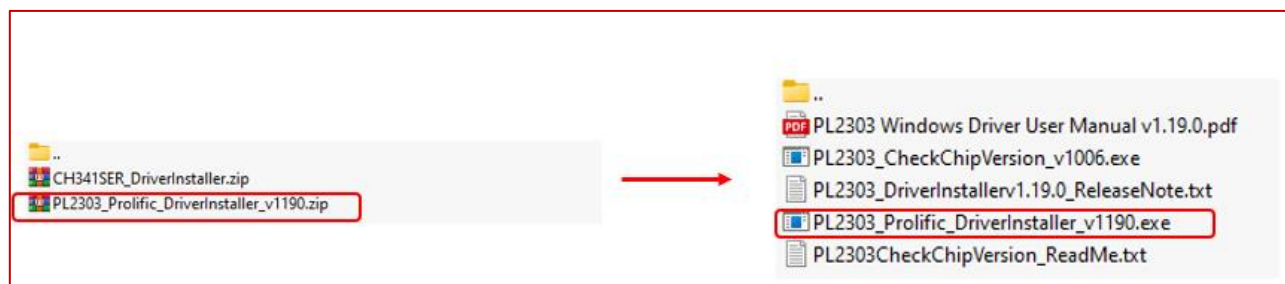 ..
CH341SER_DriverInstaller.zip
PL2303_Prolific_DriverInstaller_v1190.zip
..
PDF PL2303 Windows Driver User Manual v1.19.0.pdf
PL2303_CheckChipVersion_v1006.exe
PL2303_DriverInstallerv1.19.0_ReleaseNote.txt
PL2303_Prolific_DriverInstaller_v1190.exe
PL2303CheckChipVersion_ReadMe.txt